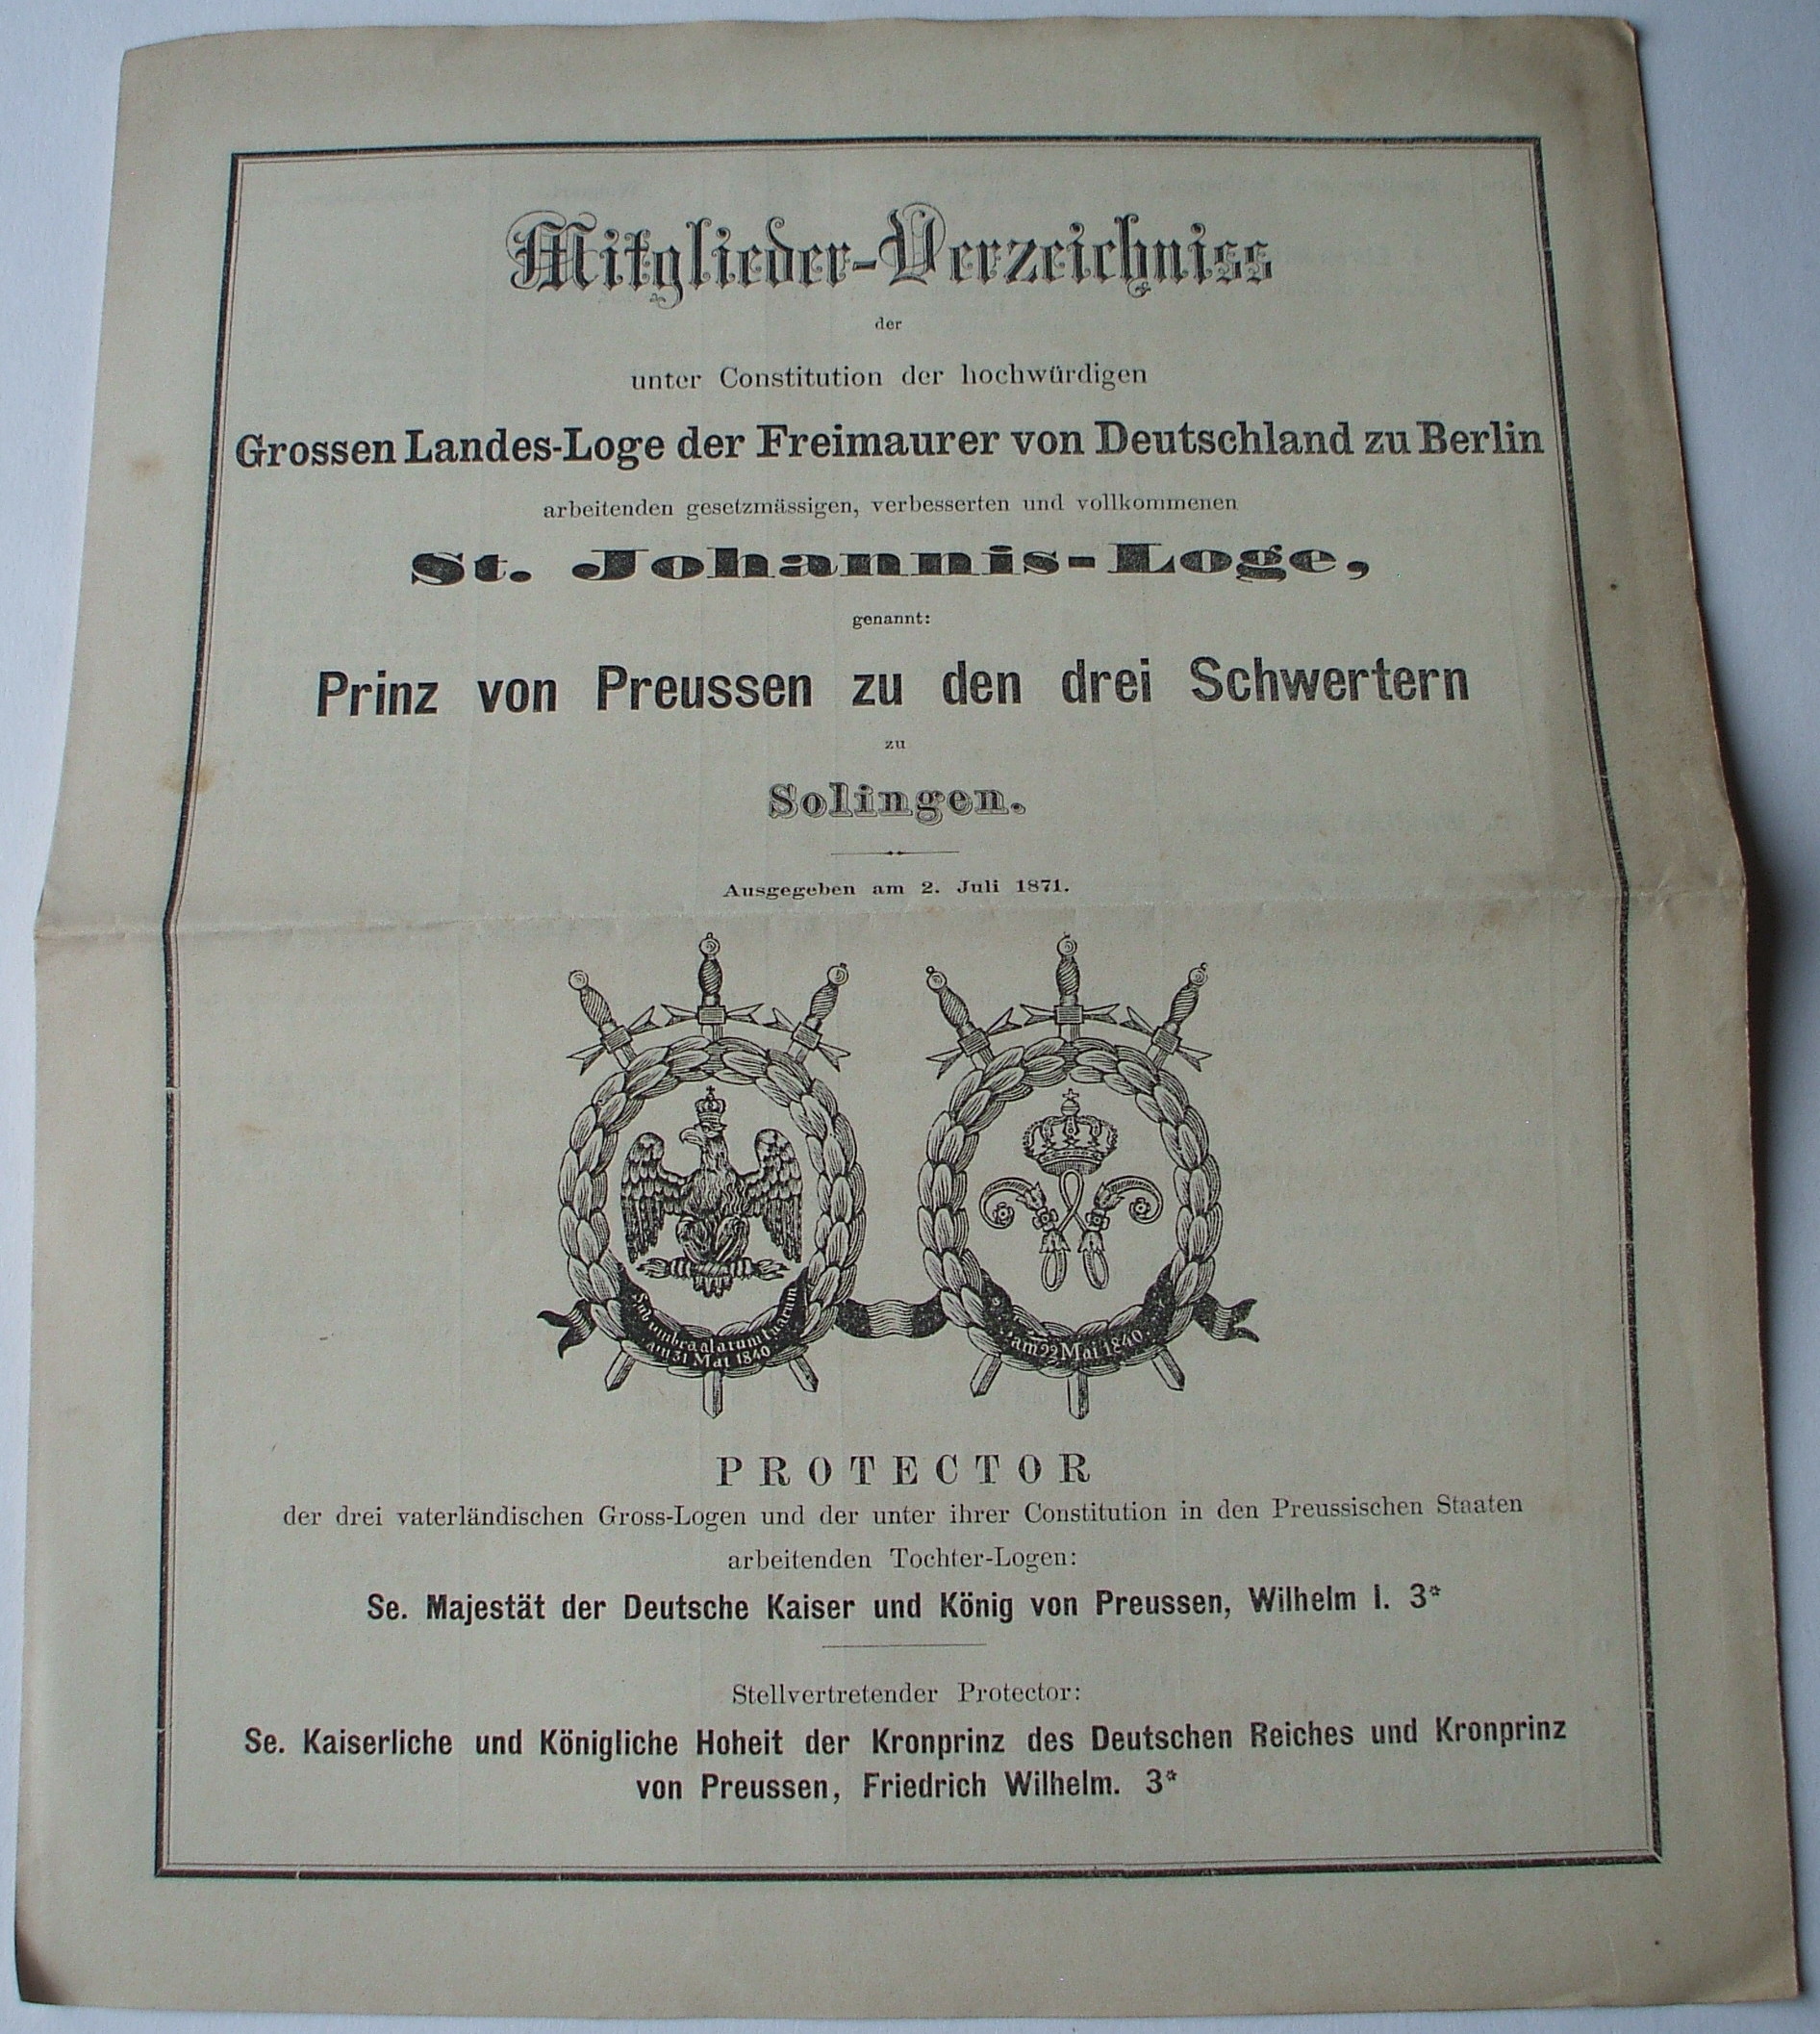 Mitglieder-Verzeichniss
der
unter Constitution der hochwürdigen
Grossen Landes-Loge der Freimaurer von Deutschland zu Berlin
arbeitenden gesetzmässigen, verbesserten und vollkommenen
St. Johannis-Loge,
genannt:
Prinz von Preussen zu den drei Schwertern
zu
Solingen.
Ausgegeben am 2. Juli 1871.
Sub umbra alarum tuarum
am 31 Mai 1840
am 22 Mai 1840.
PROTECTOR
der drei vaterländischen Gross-Logen und der unter ihrer Constitution in den Preussischen Staaten
arbeitenden Tochter-Logen:
Se. Majestät der Deutsche Kaiser und König von Preussen, Wilhelm I. 3*
Stellvertretender Protector:
Se. Kaiserliche und Königliche Hoheit der Kronprinz des Deutschen Reiches und Kronprinz
von Preussen, Friedrich Wilhelm. 3*